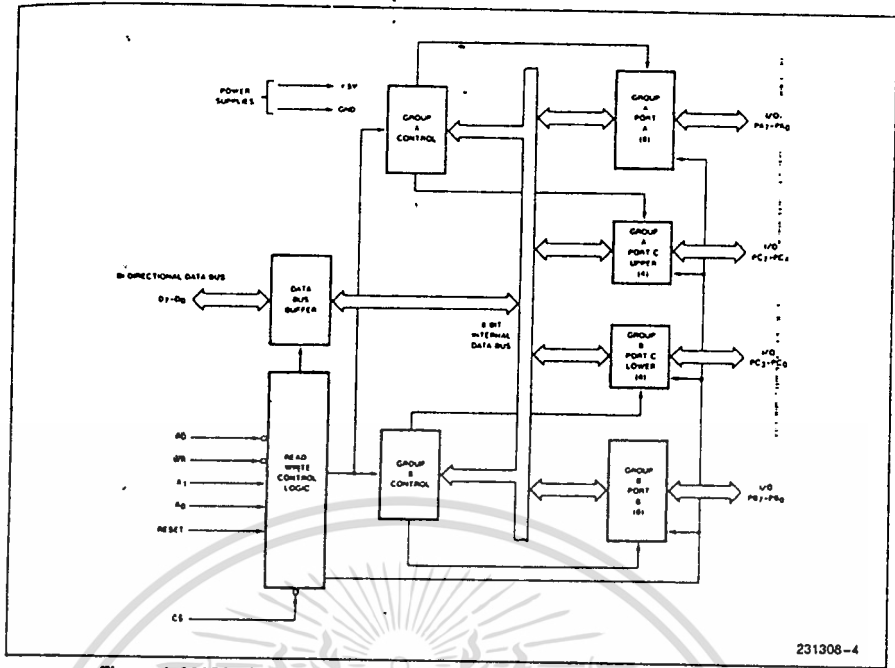 POWER
SUPPLIES
+5V
GND
GROUP
A
CONTROL
GROUP
A
PORT
A
(8)
I/O
PA7-PA0
GROUP
A
PORT C
UPPER
(4)
I/O
PC7-PC4
BI DIRECTIONAL DATA BUS
D7-D0
DATA
BUS
BUFFER
8 BIT
INTERNAL
DATA BUS
GROUP
B
PORT C
LOWER
(4)
I/O
PC3-PC0
RD
WR
A1
A0
RESET
READ
WRITE
CONTROL
LOGIC
GROUP
B
CONTROL
GROUP
B
PORT
B
(8)
I/O
PB7-PB0
CS
231308-4